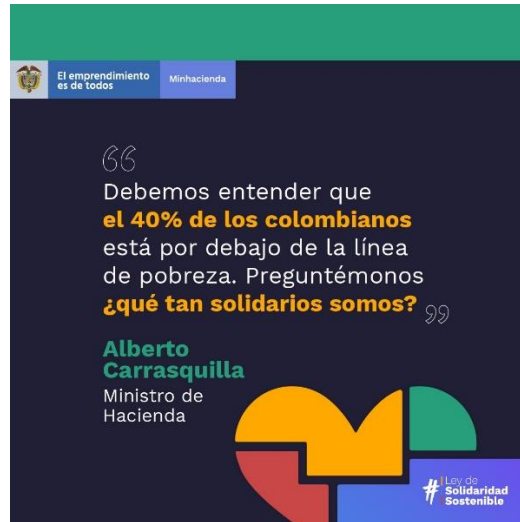 El emprendimiento
es de todos
Minhacienda
“
Debemos entender que
el 40% de los colombianos
está por debajo de la línea
de pobreza. Preguntémonos
¿qué tan solidarios somos? ”
Alberto
Carrasquilla
Ministro de
Hacienda
# Ley de
Solidaridad
Sostenible